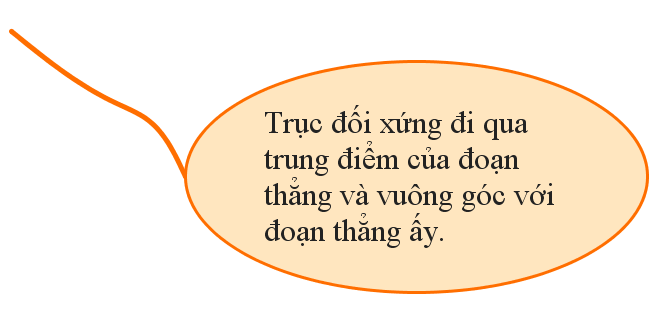 Trục đối xứng đi qua
trung điểm của đoạn
thẳng và vuông góc với
đoạn thẳng ấy.